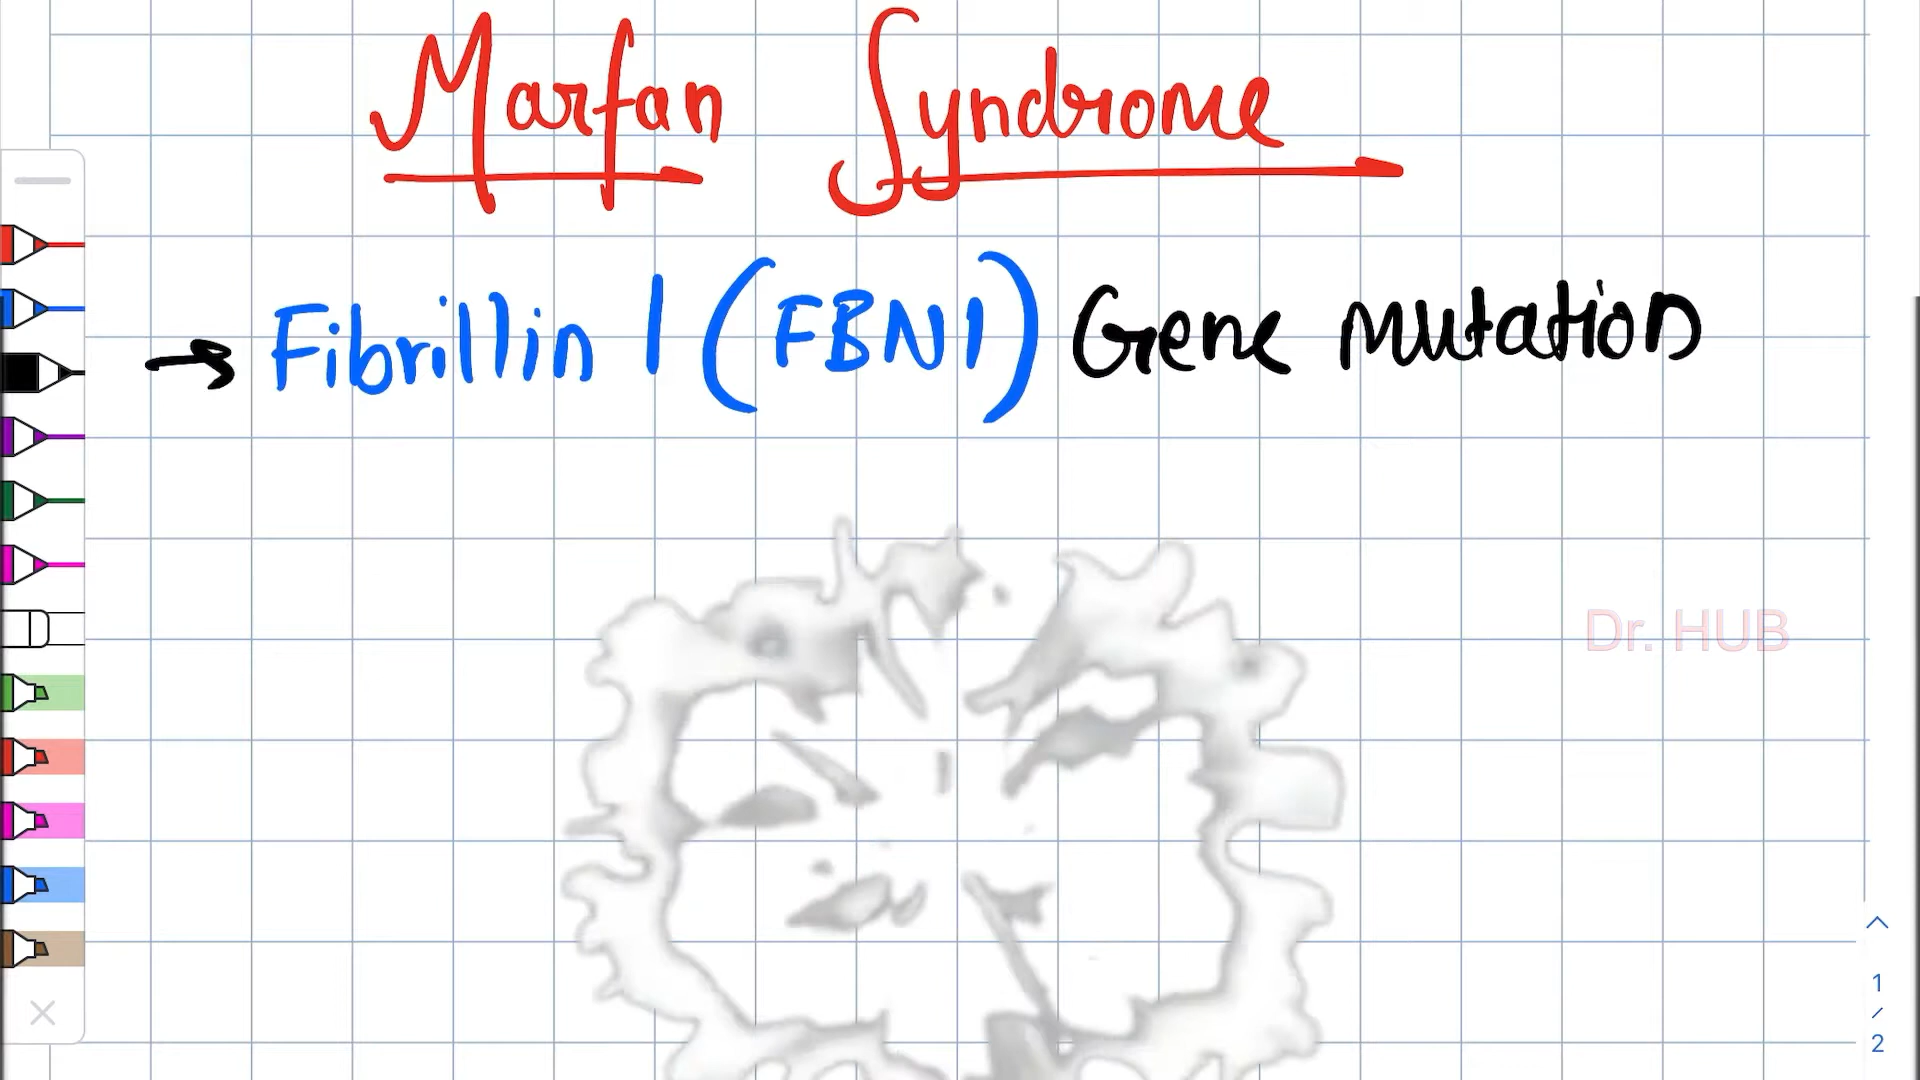 Marfan Syndrome
→ Fibrillin 1 (FBN1) Gene mutation
Dr. HUB
1
/
2